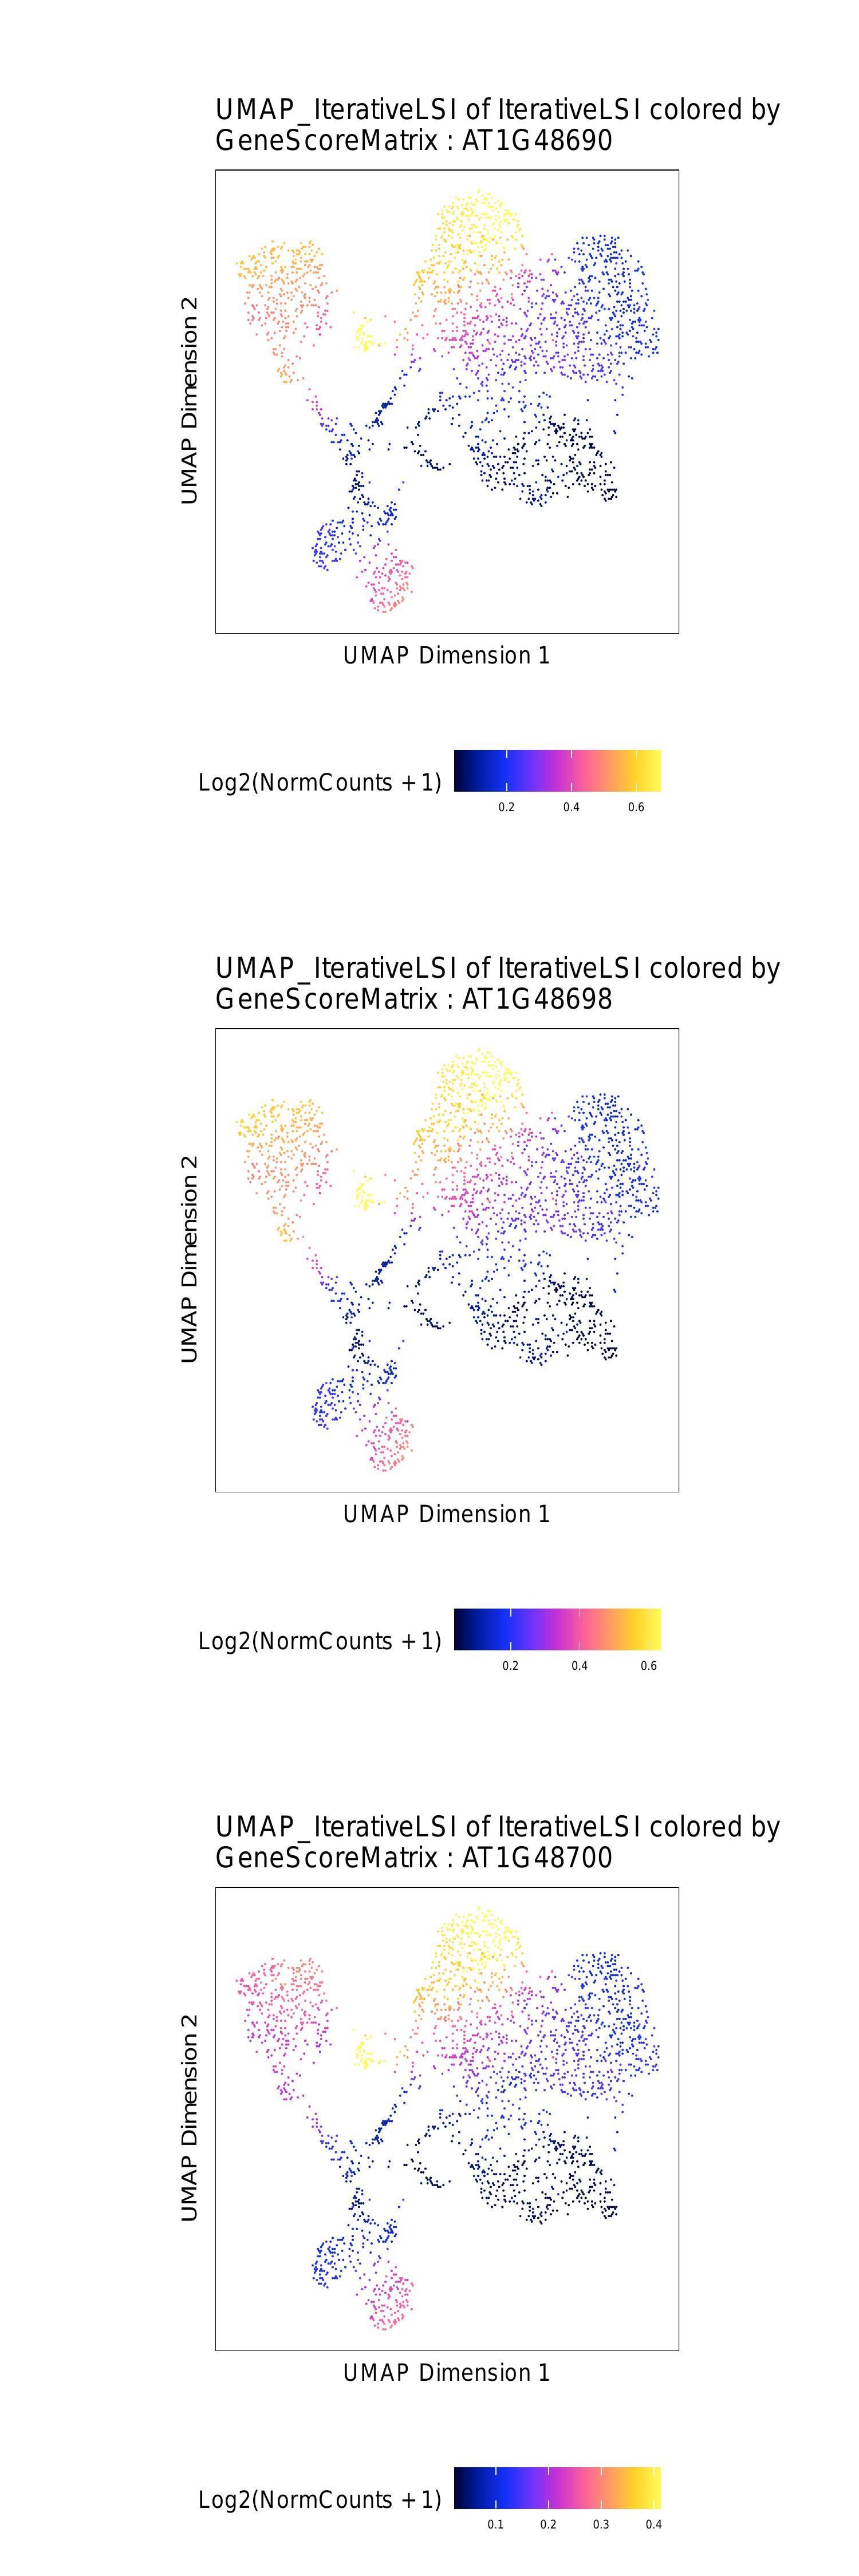 UMAP_IterativeLSI of IterativeLSI colored by
GeneScoreMatrix : AT1G48690
UMAP Dimension 2
UMAP Dimension 1
Log2(NormCounts + 1)
0.2 0.4 0.6
UMAP_IterativeLSI of IterativeLSI colored by
GeneScoreMatrix : AT1G48698
UMAP Dimension 2
UMAP Dimension 1
Log2(NormCounts + 1)
0.2 0.4 0.6
UMAP_IterativeLSI of IterativeLSI colored by
GeneScoreMatrix : AT1G48700
UMAP Dimension 2
UMAP Dimension 1
Log2(NormCounts + 1)
0.1 0.2 0.3 0.4